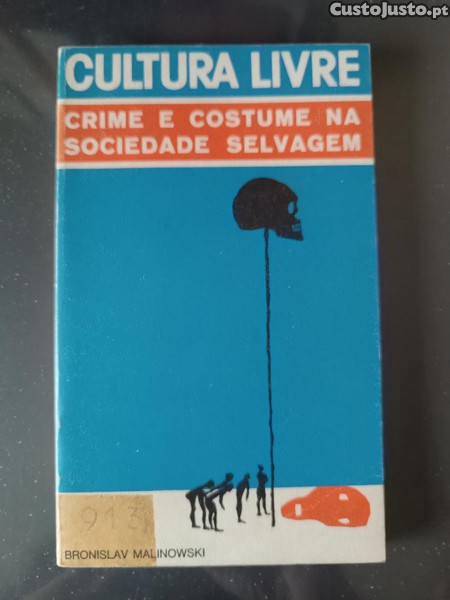 CustoJusto.pt
CULTURA LIVRE
CRIME E COSTUME NA
SOCIEDADE SELVAGEM
913
BRONISLAV MALINOWSKI